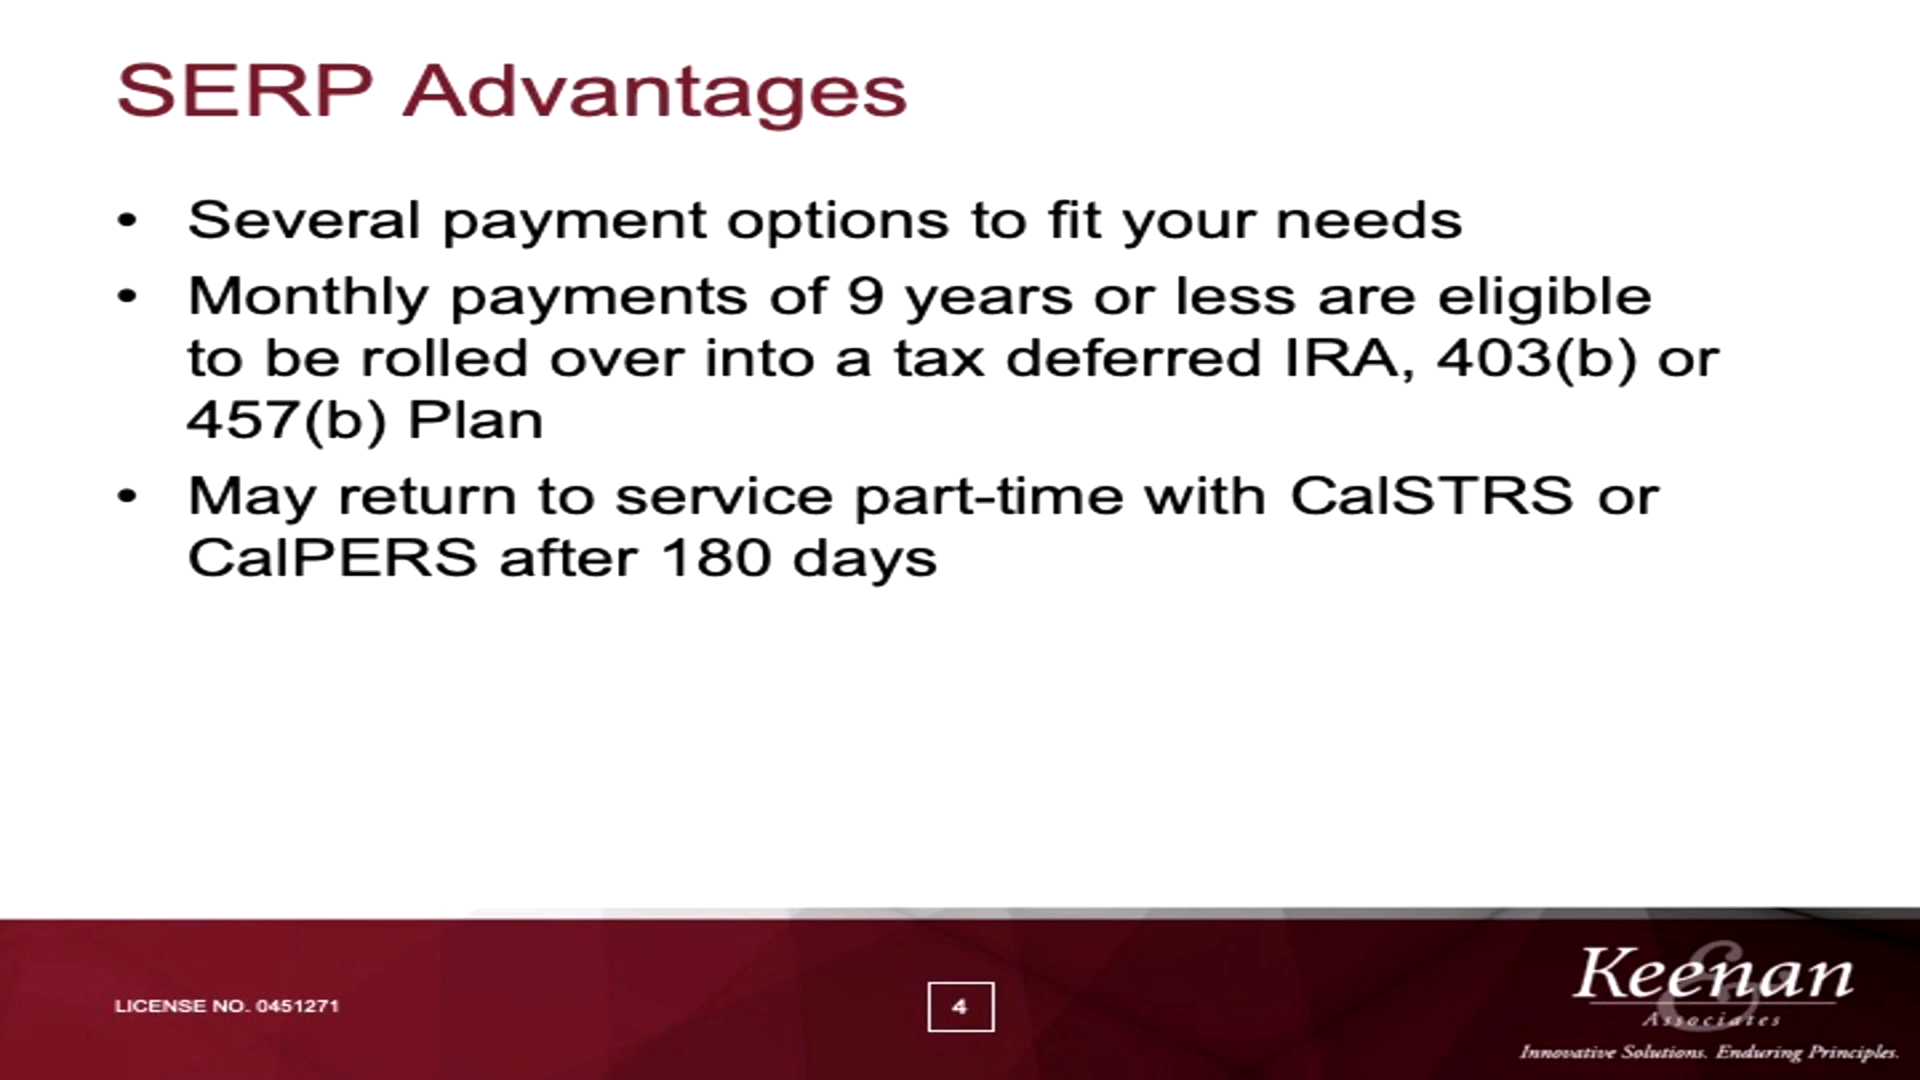 SERP Advantages
• Several payment options to fit your needs
• Monthly payments of 9 years or less are eligible
to be rolled over into a tax deferred IRA, 403(b) or
457(b) Plan
• May return to service part-time with CalSTRS or
CalPERS after 180 days
LICENSE NO. 0451271
4
Keenan
&
Associates
Innovative Solutions. Enduring Principles.